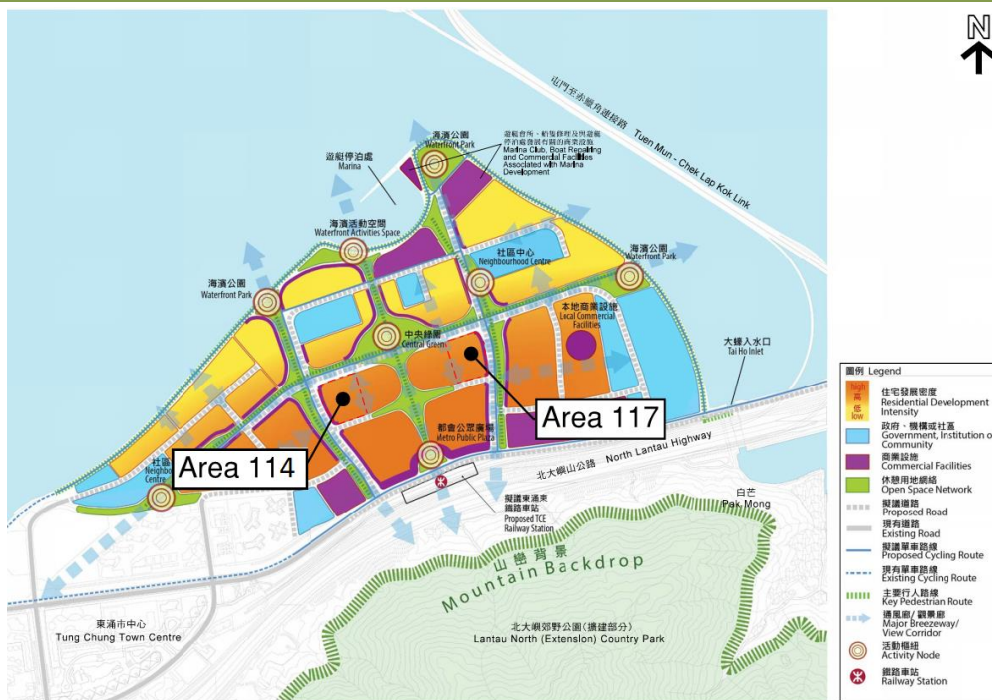 N
屯門至赤鱲角連接路 Tuen Mun - Chek Lap Kok Link
海濱公園
Waterfront Park
遊艇會所、船隻修理及與遊艇
停泊處發展有關的商業設施
Marina Club, Boat Repairing
and Commercial Facilities
Associated with Marina
Development
遊艇停泊處
Marina
海濱活動空間
Waterfront Activities Space
社區中心
Neighbourhood Centre
海濱公園
Waterfront Park
海濱公園
Waterfront Park
本地商業設施
Local Commercial
Facilities
中央綠園
Central Green
大蠔入水口
Tai Ho Inlet
Area 117
Area 114
都會公眾廣場
Metro Public Plaza
社區
Centre
北大嶼山公路 North Lantau Highway
擬議東涌東
鐵路車站
Proposed TCE
Railway Station
白芒
Pak Mong
山巒背景
Mountain Backdrop
東涌市中心
Tung Chung Town Centre
北大嶼郊野公園(擴建部分)
Lantau North (Extension) Country Park
圖例 Legend
high
高
低
low
住宅發展密度
Residential Development
Intensity
政府、機構或社區
Government, Institution o
Community
商業設施
Commercial Facilities
休憩用地網絡
Open Space Network
擬議道路
Proposed Road
現有道路
Existing Road
擬議單車路線
Proposed Cycling Route
現有單車路線
Existing Cycling Route
主要行人路線
Key Pedestrian Route
通風廊/觀景廊
Major Breezeway/
View Corridor
活動樞紐
Activity Node
鐵路車站
Railway Station